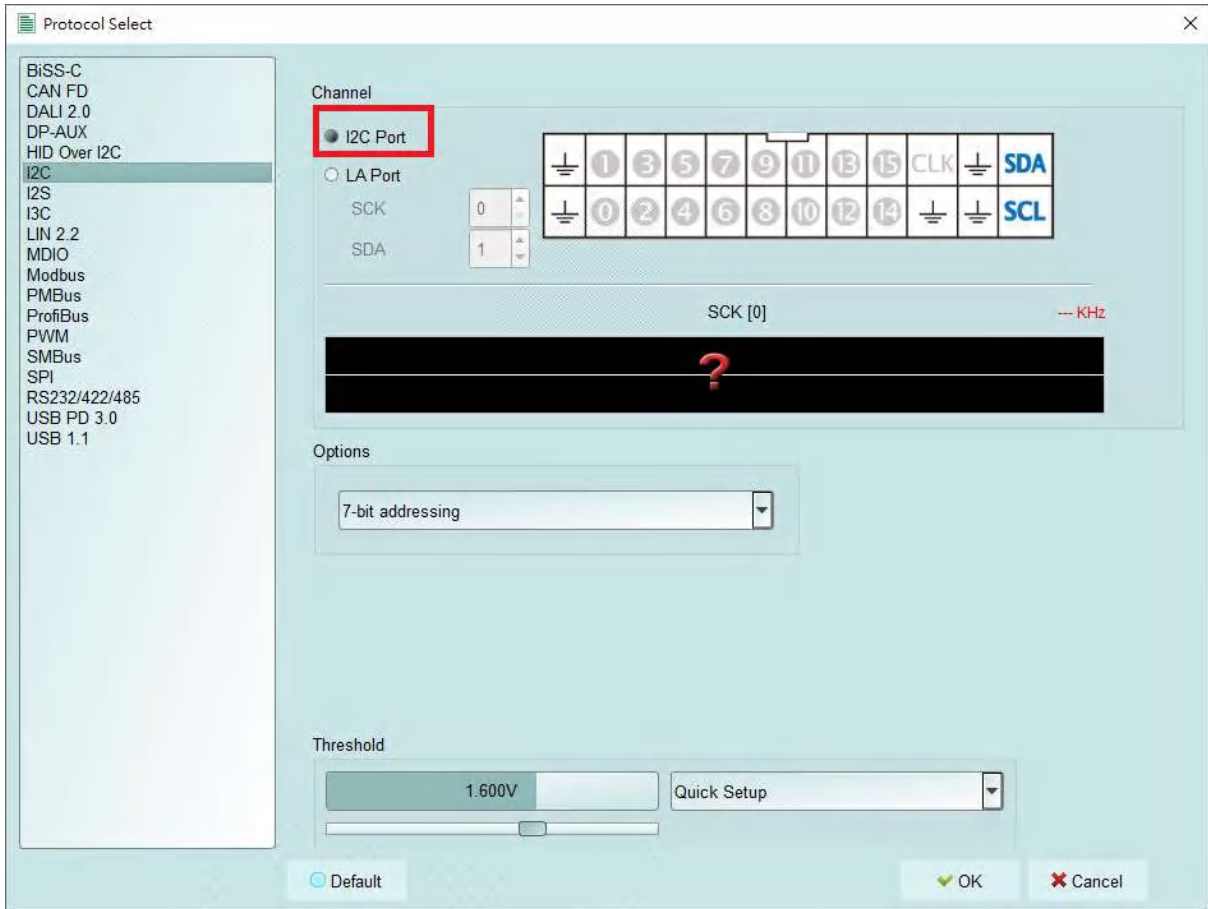 Protocol Select
BiSS-C
CAN FD
DALI 2.0
DP-AUX
HID Over I2C
I2C
I2S
I3C
LIN 2.2
MDIO
Modbus
PMBus
ProfiBus
PWM
SMBus
SPI
RS232/422/485
USB PD 3.0
USB 1.1
Channel
I2C Port
LA Port
SCK 0
SDA 1
1 3 5 7 9 11 13 15 CLK SDA
0 2 4 6 8 10 12 14 SCL
SCK [0] --- KHz
?
Options
7-bit addressing
Threshold
1.600V Quick Setup
Default OK Cancel